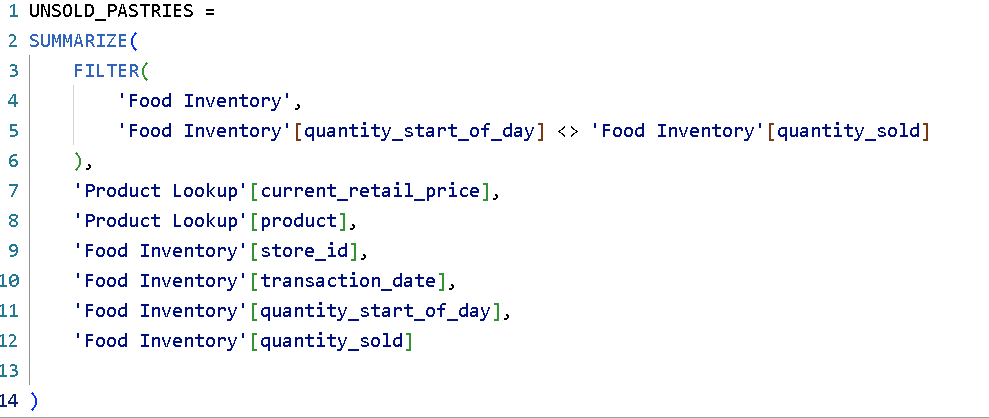 1 UNSOLD_PASTRIES =
2 SUMMARIZE(
3     FILTER(
4         'Food Inventory',
5         'Food Inventory'[quantity_start_of_day] <> 'Food Inventory'[quantity_sold]
6     ),
7     'Product Lookup'[current_retail_price],
8     'Product Lookup'[product],
9     'Food Inventory'[store_id],
10     'Food Inventory'[transaction_date],
11     'Food Inventory'[quantity_start_of_day],
12     'Food Inventory'[quantity_sold]
13
14 )